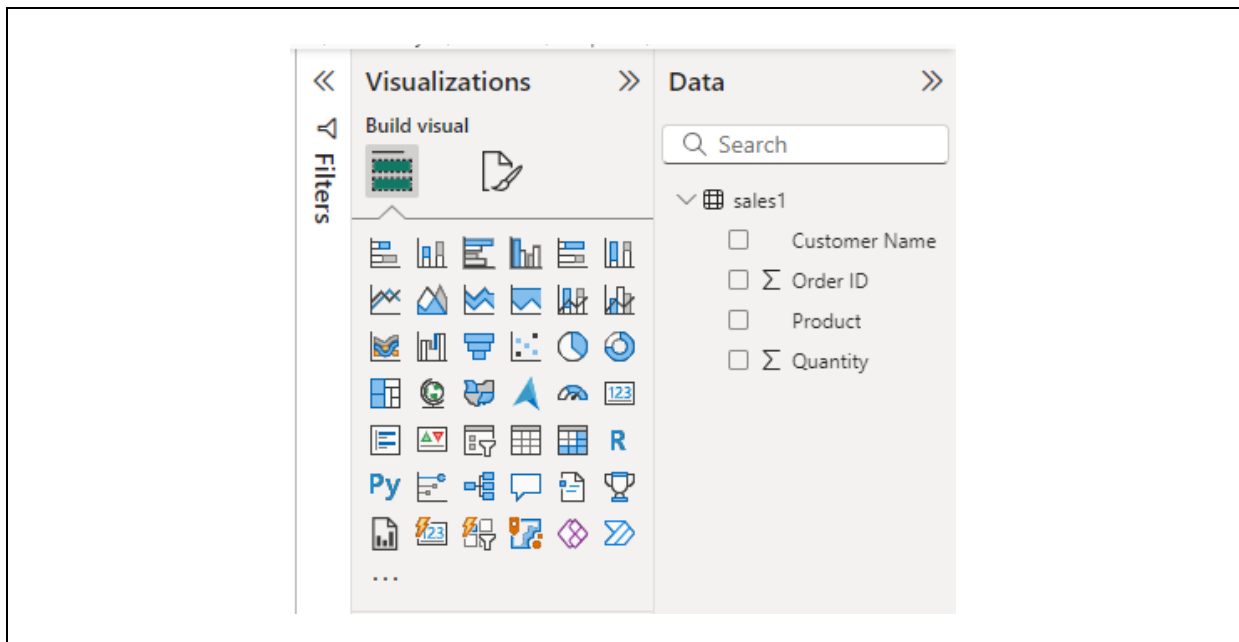 Visualizations
Data
Build visual
Filters
Search
sales1
Customer Name
Σ Order ID
Product
Σ Quantity
123
R
Py
123
...